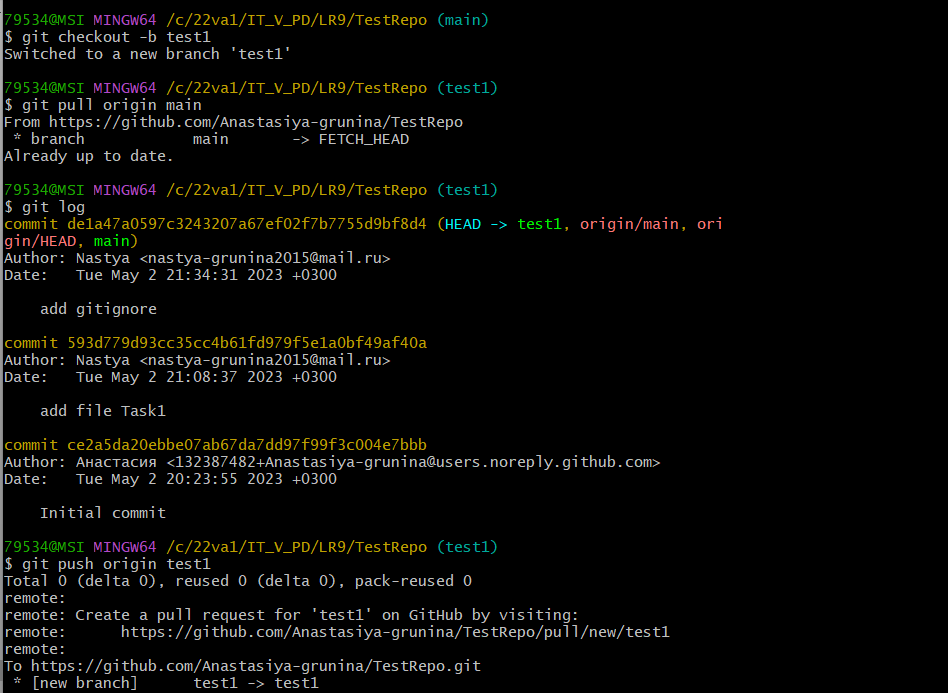 79534@MSI MINGW64 /c/22va1/IT_V_PD/LR9/TestRepo (main)
$ git checkout -b test1
Switched to a new branch 'test1'
79534@MSI MINGW64 /c/22va1/IT_V_PD/LR9/TestRepo (test1)
$ git pull origin main
From https://github.com/Anastasiya-grunina/TestRepo
 * branch            main       -> FETCH_HEAD
Already up to date.
79534@MSI MINGW64 /c/22va1/IT_V_PD/LR9/TestRepo (test1)
$ git log
commit de1a47a0597c3243207a67ef02f7b7755d9bf8d4 (HEAD -> test1, origin/main, ori
gin/HEAD, main)
Author: Nastya <nastya-grunina2015@mail.ru>
Date:   Tue May 2 21:34:31 2023 +0300
    add gitignore
commit 593d779d93cc35cc4b61fd979f5e1a0bf49af40a
Author: Nastya <nastya-grunina2015@mail.ru>
Date:   Tue May 2 21:08:37 2023 +0300
    add file Task1
commit ce2a5da20ebbe07ab67da7dd97f99f3c004e7bbb
Author: Анастасия <132387482+Anastasiya-grunina@users.noreply.github.com>
Date:   Tue May 2 20:23:55 2023 +0300
    Initial commit
79534@MSI MINGW64 /c/22va1/IT_V_PD/LR9/TestRepo (test1)
$ git push origin test1
Total 0 (delta 0), reused 0 (delta 0), pack-reused 0
remote:
remote: Create a pull request for 'test1' on GitHub by visiting:
remote:      https://github.com/Anastasiya-grunina/TestRepo/pull/new/test1
remote:
To https://github.com/Anastasiya-grunina/TestRepo.git
 * [new branch]      test1 -> test1